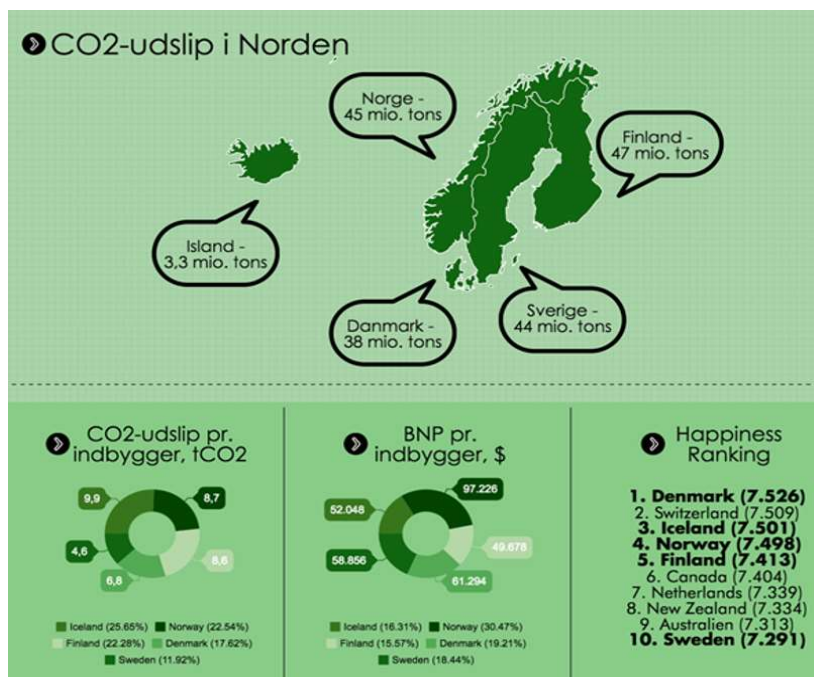 CO2-udslip i Norden
Norge -
45 mio. tons
Finland -
47 mio. tons
Island -
3,3 mio. tons
Danmark -
38 mio. tons
Sverige -
44 mio. tons
CO2-udslip pr.
indbygger, tCO2
9,9
8,7
4,6
8,6
6,8
Iceland (25.65%) Norway (22.54%)
Finland (22.28%) Denmark (17.62%)
Sweden (11.92%)
BNP pr.
indbygger, $
97.226
52.048
49.678
58.856
61.294
Iceland (16.31%) Norway (30.47%)
Finland (15.57%) Denmark (19.21%)
Sweden (18.44%)
Happiness
Ranking
1. Denmark (7.526)
2. Switzerland (7.509)
3. Iceland (7.501)
4. Norway (7.498)
5. Finland (7.413)
6. Canada (7.404)
7. Netherlands (7.339)
8. New Zealand (7.334)
9. Australien (7.313)
10. Sweden (7.291)